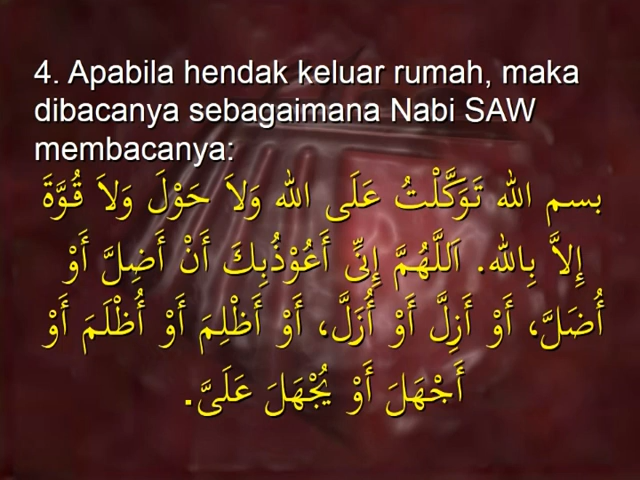 4. Apabila hendak keluar rumah, maka
dibacanya sebagaimana Nabi SAW
membacanya:
بسم الله تَوَكَّلْتُ عَلَى الله وَلاَ حَوْلَ وَلاَ قُوَّةَ
إِلاَّ بِالله. اَللَّهُمَّ إِنِّى أَعُوْذُبِكَ أَنْ أَضِلَّ أَوْ
أُضَلَّ، أَوْ أَزِلَّ أَوْ أُزَلَّ، أَوْ أَظْلِمَ أَوْ أُظْلَمَ أَوْ
أَجْهَلَ أَوْ يُجْهَلَ عَلَىَّ.